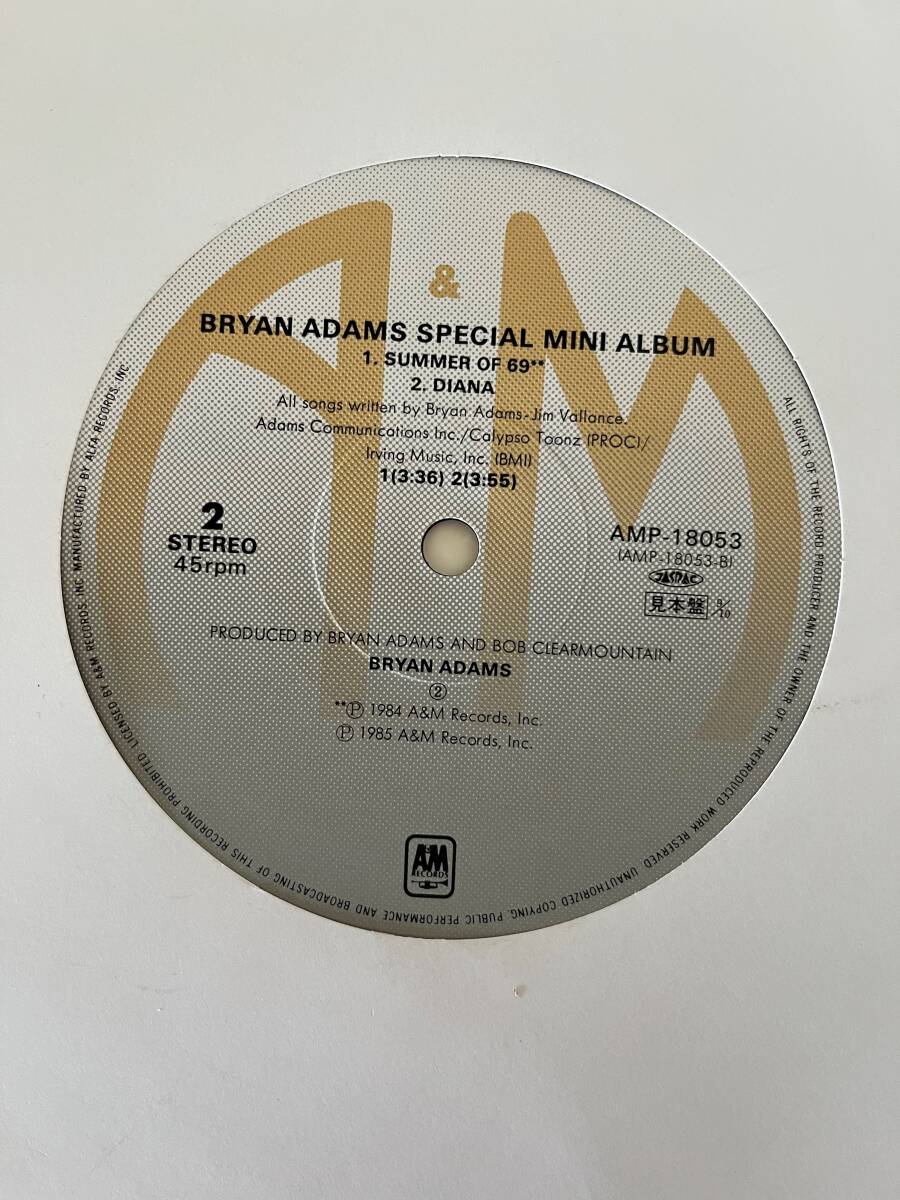 A & M
BRYAN ADAMS SPECIAL MINI ALBUM
1. SUMMER OF 69**
2. DIANA
All songs written by Bryan Adams-Jim Vallance.
Adams Communications Inc./Calypso Toonz (PROC)/
Irving Music, Inc. (BMI)
1(3:36) 2(3:55)
2
STEREO
45rpm
AMP-18053
(AMP-18053-B)
JASRAC
見本盤 9/10
PRODUCED BY BRYAN ADAMS AND BOB CLEARMOUNTAIN
BRYAN ADAMS
②
**Ⓟ 1984 A&M Records, Inc.
Ⓟ 1985 A&M Records, Inc.
A&M
RECORDS
ALL RIGHTS OF THE RECORD PRODUCER AND THE OWNER OF THE REPRODUCED WORK RESERVED. UNAUTHORIZED COPYING, PUBLIC PERFORMANCE AND BROADCASTING OF THIS RECORDING PROHIBITED. LICENSED BY A&M RECORDS, INC. MANUFACTURED BY ALFA RECORDS, INC.